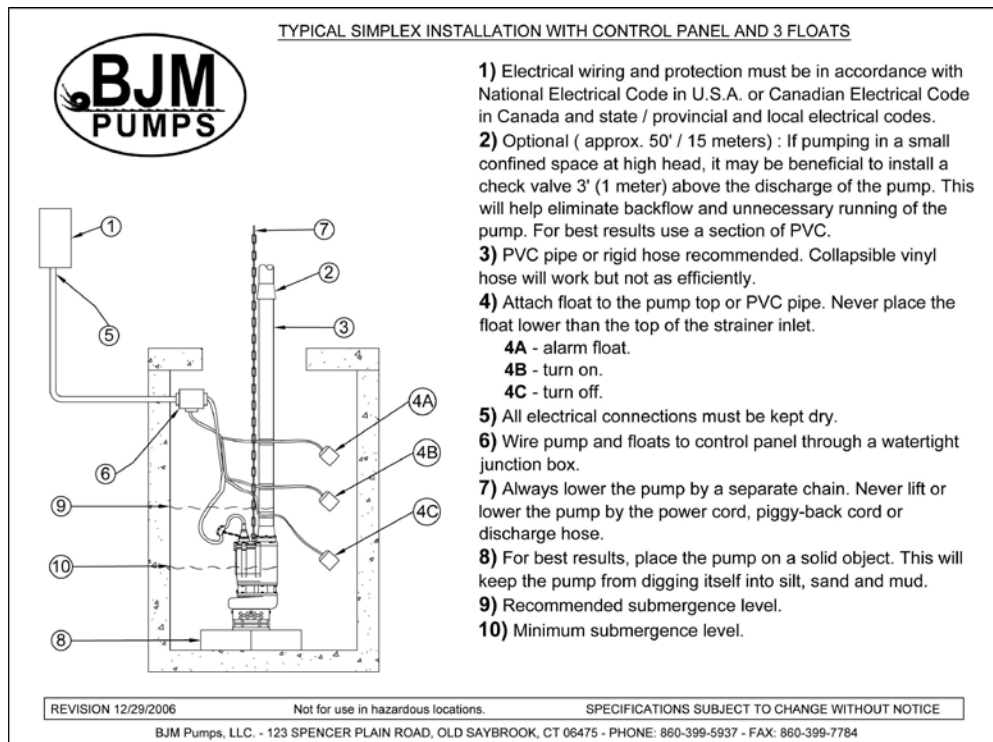 TYPICAL SIMPLEX INSTALLATION WITH CONTROL PANEL AND 3 FLOATS
BJM
PUMPS
1) Electrical wiring and protection must be in accordance with
National Electrical Code in U.S.A. or Canadian Electrical Code
in Canada and state / provincial and local electrical codes.
2) Optional ( approx. 50' / 15 meters) : If pumping in a small
confined space at high head, it may be beneficial to install a
check valve 3' (1 meter) above the discharge of the pump. This
will help eliminate backflow and unnecessary running of the
pump. For best results use a section of PVC.
3) PVC pipe or rigid hose recommended. Collapsible vinyl
hose will work but not as efficiently.
4) Attach float to the pump top or PVC pipe. Never place the
float lower than the top of the strainer inlet.
4A - alarm float.
4B - turn on.
4C - turn off.
5) All electrical connections must be kept dry.
6) Wire pump and floats to control panel through a watertight
junction box.
7) Always lower the pump by a separate chain. Never lift or
lower the pump by the power cord, piggy-back cord or
discharge hose.
8) For best results, place the pump on a solid object. This will
keep the pump from digging itself into silt, sand and mud.
9) Recommended submergence level.
10) Minimum submergence level.
1
7
2
3
5
4A
6
4B
9
4C
10
8
REVISION 12/29/2006
Not for use in hazardous locations.
SPECIFICATIONS SUBJECT TO CHANGE WITHOUT NOTICE
BJM Pumps, LLC. - 123 SPENCER PLAIN ROAD, OLD SAYBROOK, CT 06475 - PHONE: 860-399-5937 - FAX: 860-399-7784